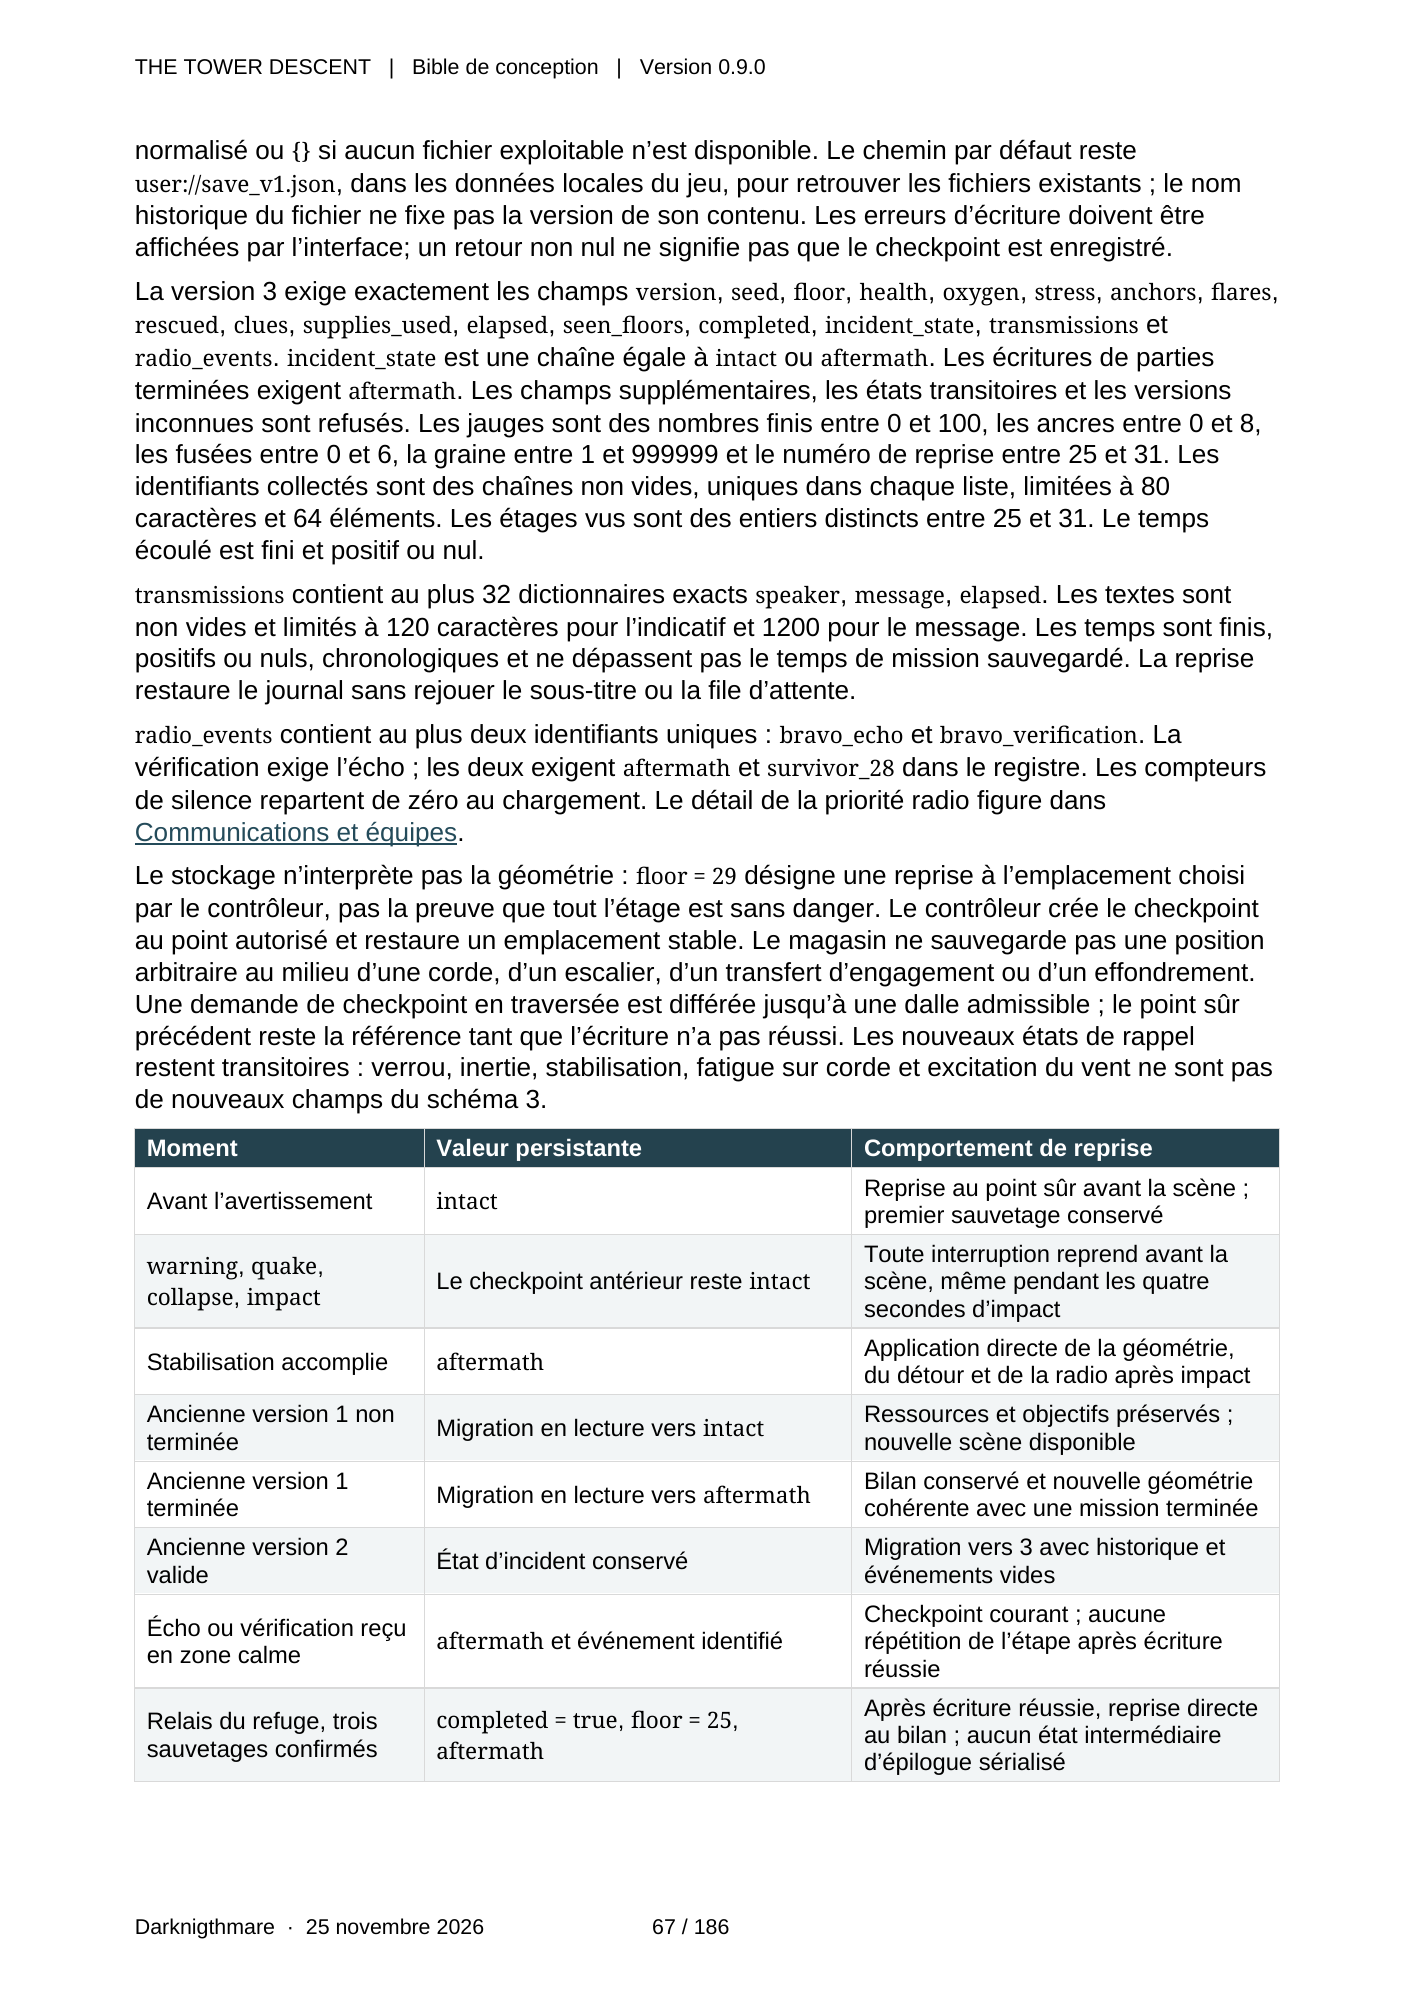 THE TOWER DESCENT | Bible de conception | Version 0.9.0
normalisé ou {} si aucun fichier exploitable n’est disponible. Le chemin par défaut reste
user://save_v1.json, dans les données locales du jeu, pour retrouver les fichiers existants ; le nom
historique du fichier ne fixe pas la version de son contenu. Les erreurs d’écriture doivent être
affichées par l’interface; un retour non nul ne signifie pas que le checkpoint est enregistré.
La version 3 exige exactement les champs version, seed, floor, health, oxygen, stress, anchors, flares,
rescued, clues, supplies_used, elapsed, seen_floors, completed, incident_state, transmissions et
radio_events. incident_state est une chaîne égale à intact ou aftermath. Les écritures de parties
terminées exigent aftermath. Les champs supplémentaires, les états transitoires et les versions
inconnues sont refusés. Les jauges sont des nombres finis entre 0 et 100, les ancres entre 0 et 8,
les fusées entre 0 et 6, la graine entre 1 et 999999 et le numéro de reprise entre 25 et 31. Les
identifiants collectés sont des chaînes non vides, uniques dans chaque liste, limitées à 80
caractères et 64 éléments. Les étages vus sont des entiers distincts entre 25 et 31. Le temps
écoulé est fini et positif ou nul.
transmissions contient au plus 32 dictionnaires exacts speaker, message, elapsed. Les textes sont
non vides et limités à 120 caractères pour l’indicatif et 1200 pour le message. Les temps sont finis,
positifs ou nuls, chronologiques et ne dépassent pas le temps de mission sauvegardé. La reprise
restaure le journal sans rejouer le sous-titre ou la file d’attente.
radio_events contient au plus deux identifiants uniques : bravo_echo et bravo_verification. La
vérification exige l’écho ; les deux exigent aftermath et survivor_28 dans le registre. Les compteurs
de silence repartent de zéro au chargement. Le détail de la priorité radio figure dans
Communications et équipes.
Le stockage n’interprète pas la géométrie : floor = 29 désigne une reprise à l’emplacement choisi
par le contrôleur, pas la preuve que tout l’étage est sans danger. Le contrôleur crée le checkpoint
au point autorisé et restaure un emplacement stable. Le magasin ne sauvegarde pas une position
arbitraire au milieu d’une corde, d’un escalier, d’un transfert d’engagement ou d’un effondrement.
Une demande de checkpoint en traversée est différée jusqu’à une dalle admissible ; le point sûr
précédent reste la référence tant que l’écriture n’a pas réussi. Les nouveaux états de rappel
restent transitoires : verrou, inertie, stabilisation, fatigue sur corde et excitation du vent ne sont pas
de nouveaux champs du schéma 3.
Moment
Valeur persistante
Comportement de reprise
Avant l’avertissement
intact
Reprise au point sûr avant la scène ;
premier sauvetage conservé
warning, quake,
collapse, impact
Le checkpoint antérieur reste intact
Toute interruption reprend avant la
scène, même pendant les quatre
secondes d’impact
Stabilisation accomplie
aftermath
Application directe de la géométrie,
du détour et de la radio après impact
Ancienne version 1 non
terminée
Migration en lecture vers intact
Ressources et objectifs préservés ;
nouvelle scène disponible
Ancienne version 1
terminée
Migration en lecture vers aftermath
Bilan conservé et nouvelle géométrie
cohérente avec une mission terminée
Ancienne version 2
valide
État d’incident conservé
Migration vers 3 avec historique et
événements vides
Écho ou vérification reçu
en zone calme
aftermath et événement identifié
Checkpoint courant ; aucune
répétition de l’étape après écriture
réussie
Relais du refuge, trois
sauvetages confirmés
completed = true, floor = 25,
aftermath
Après écriture réussie, reprise directe
au bilan ; aucun état intermédiaire
d’épilogue sérialisé
Darknigthmare · 25 novembre 2026
67 / 186